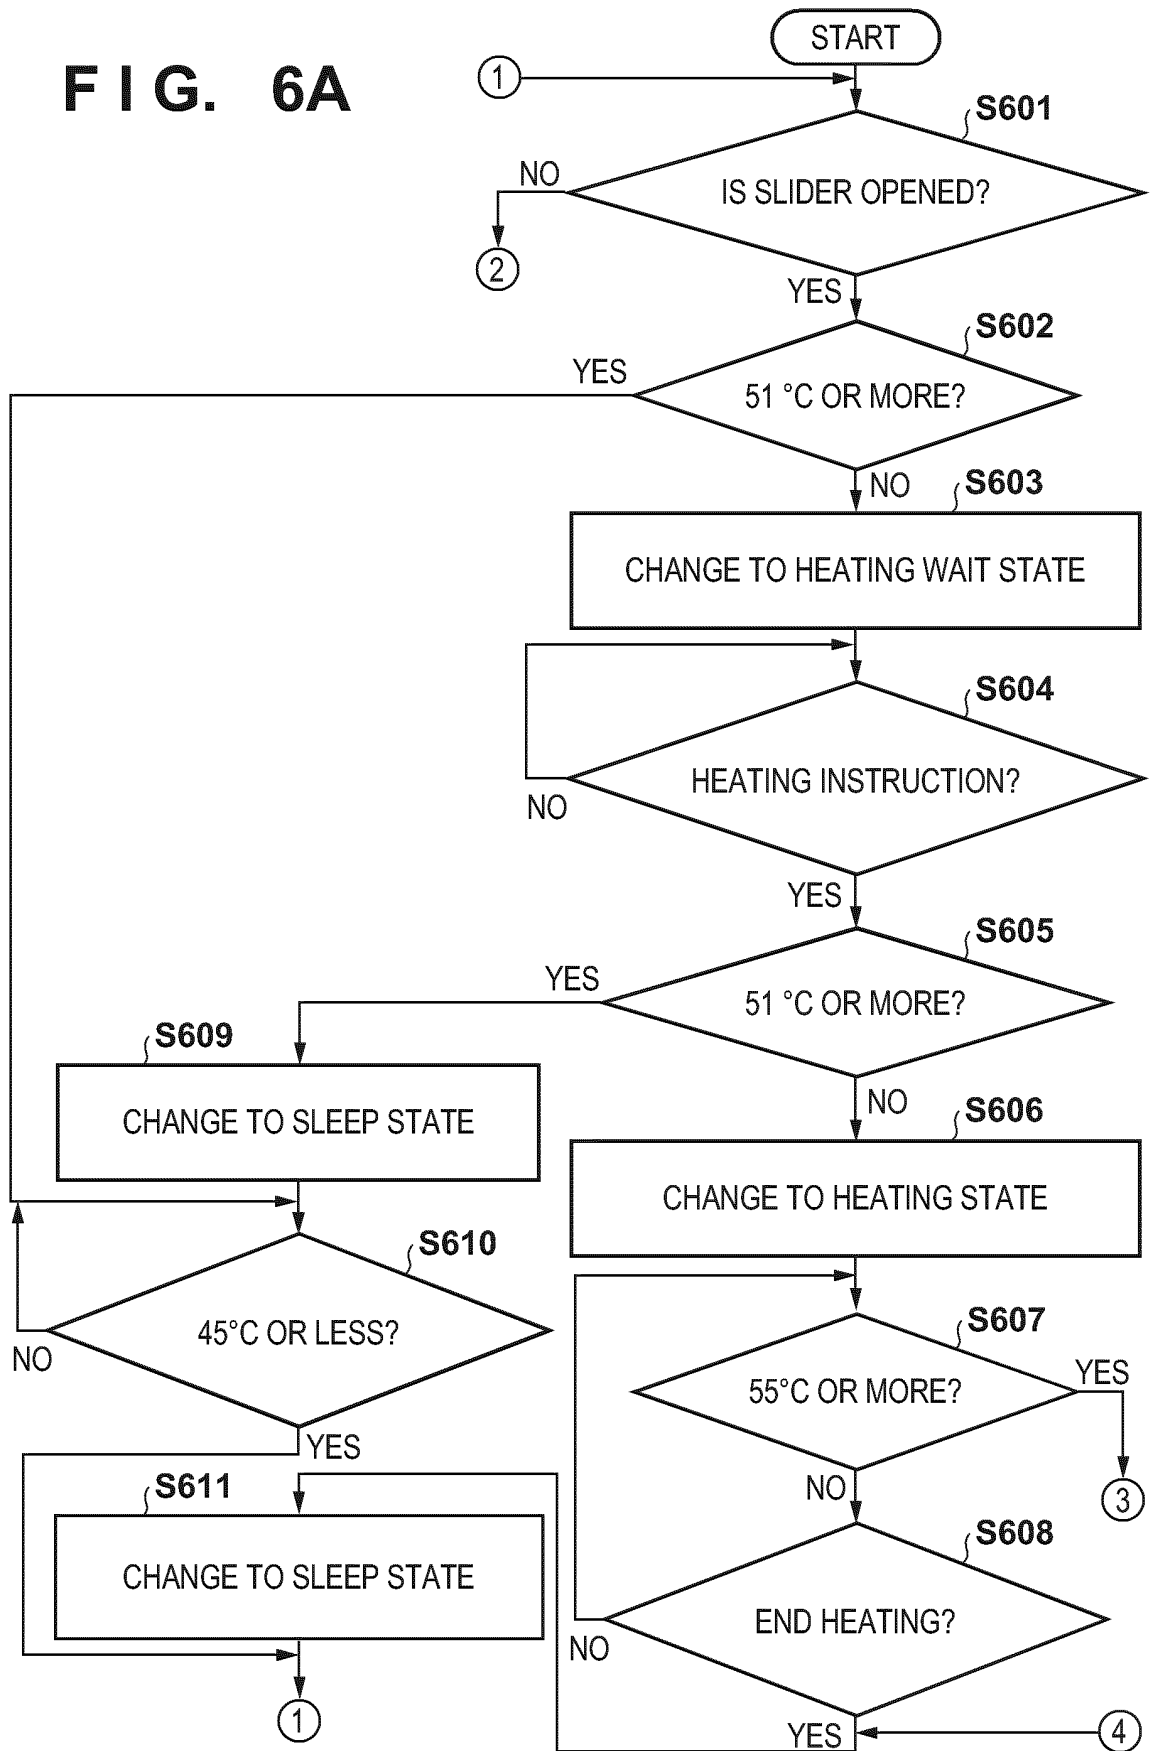 START
FIG. 6A
1
S601
NO
IS SLIDER OPENED?
2
YES
S602
YES
51 °C OR MORE?
NO
S603
CHANGE TO HEATING WAIT STATE
S604
HEATING INSTRUCTION?
NO
YES
S605
YES
51 °C OR MORE?
S609
NO
S606
CHANGE TO SLEEP STATE
CHANGE TO HEATING STATE
S610
45°C OR LESS?
NO
S607
YES
55°C OR MORE?
YES
S611
NO
3
S608
CHANGE TO SLEEP STATE
END HEATING?
NO
1
YES
4